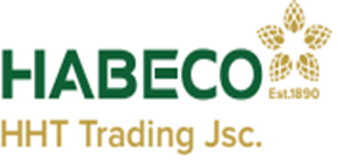 HABECO
Est.1890
HHT Trading Jsc.